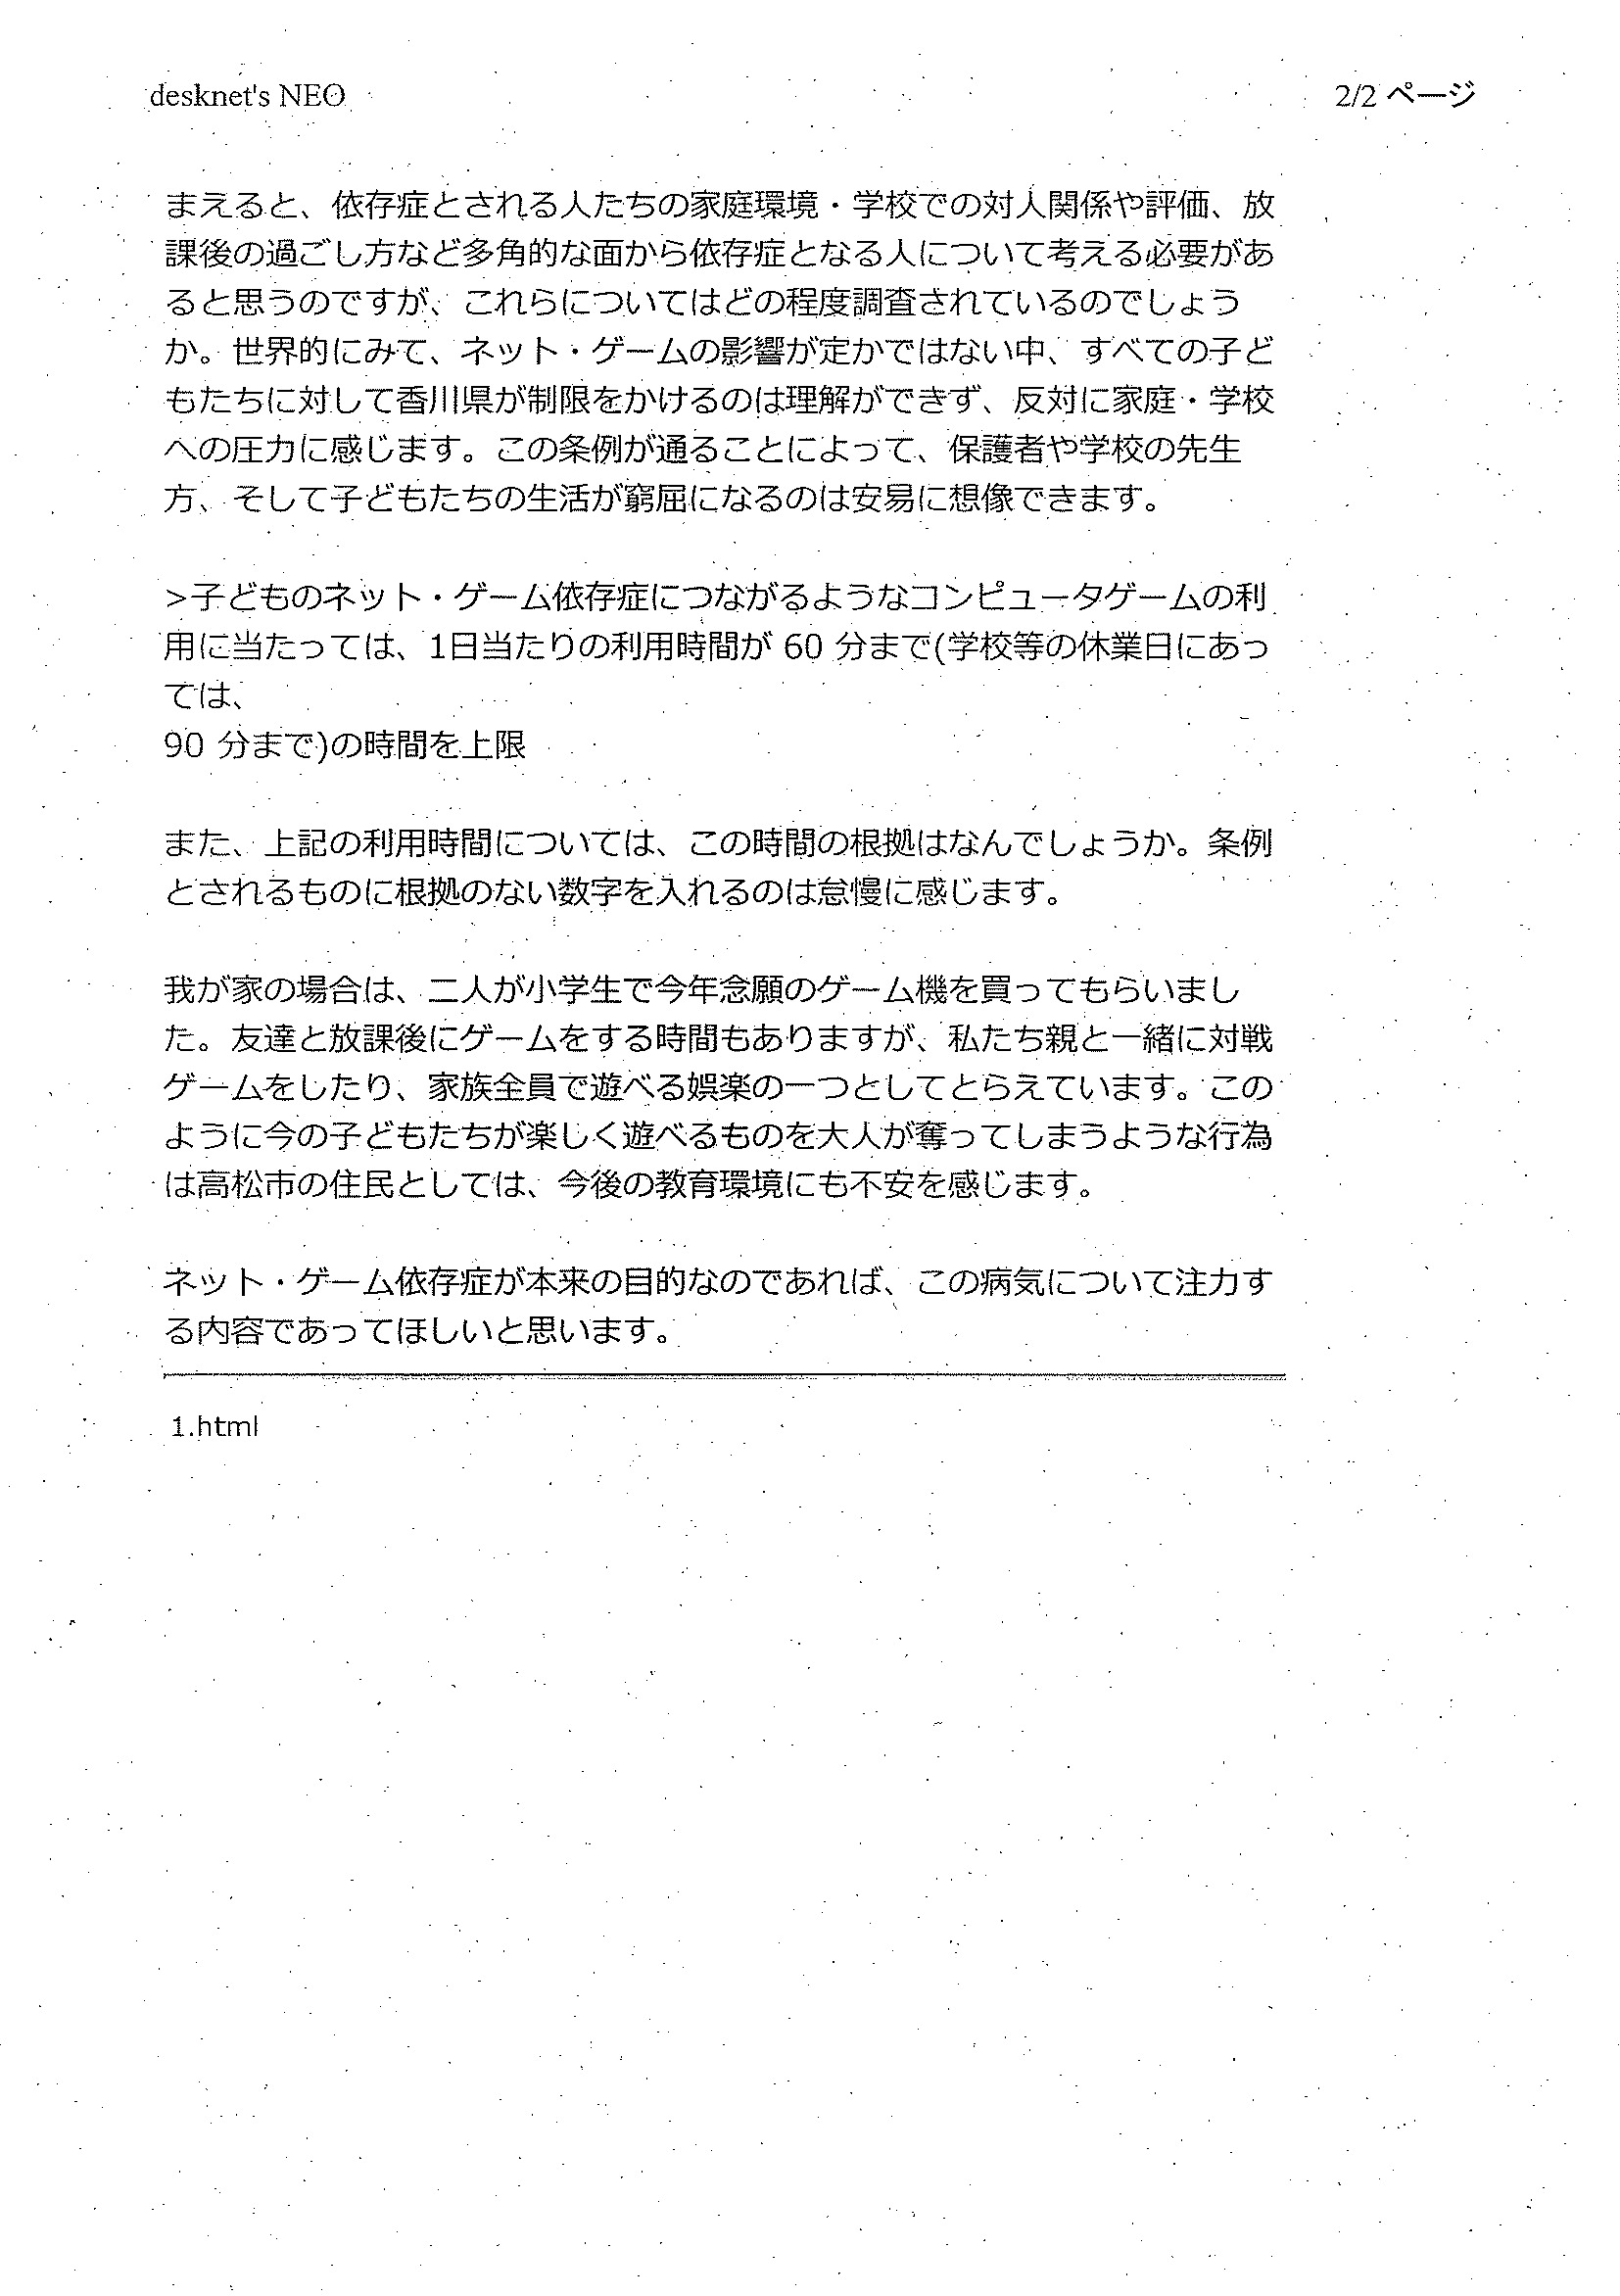 desknet's NEO
2/2 ページ
まえると、依存症とされる人たちの家庭環境・学校での対人関係や評価、放
課後の過ごし方など多角的な面から依存症となる人について考える必要があ
ると思うのですが、これらについてはどの程度調査されているのでしょう
か。世界的にみて、ネット・ゲームの影響が定かではない中、すべての子ど
もたちに対して香川県が制限をかけるのは理解ができず、反対に家庭・学校
への圧力に感じます。この条例が通ることによって、保護者や学校の先生
方、そして子どもたちの生活が窮屈になるのは安易に想像できます。
>子どものネット・ゲーム依存症につながるようなコンピュータゲームの利
用に当たっては、1日当たりの利用時間が 60 分まで(学校等の休業日にあっ
ては、
90 分まで)の時間を上限
また、上記の利用時間については、この時間の根拠はなんでしょうか。条例
とされるものに根拠のない数字を入れるのは怠慢に感じます。
我が家の場合は、二人が小学生で今年念願のゲーム機を買ってもらいまし
た。友達と放課後にゲームをする時間もありますが、私たち親と一緒に対戦
ゲームをしたり、家族全員で遊べる娯楽の一つとしてとらえています。この
ように今の子どもたちが楽しく遊べるものを大人が奪ってしまうような行為
は高松市の住民としては、今後の教育環境にも不安を感じます。
ネット・ゲーム依存症が本来の目的なのであれば、この病気について注力す
る内容であってほしいと思います。
1.html